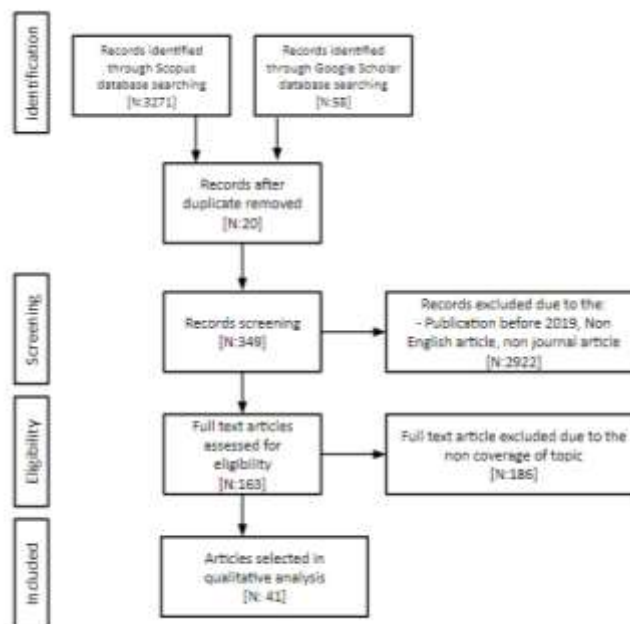 Identification
Records identified
through Scopus
database searching
[N:3271]
Records identified
through Google Scholar
database searching
[N:58]
Records after
duplicate removed
[N:20]
Screening
Records screening
[N:349]
Records excluded due to the:
- Publication before 2019, Non
English article, non journal article
[N:2922]
Eligibility
Full text articles
assessed for
eligibility
[N:163]
Full text article excluded due to the
non coverage of topic
[N:186]
Included
Articles selected in
qualitative analysis
[N: 41]